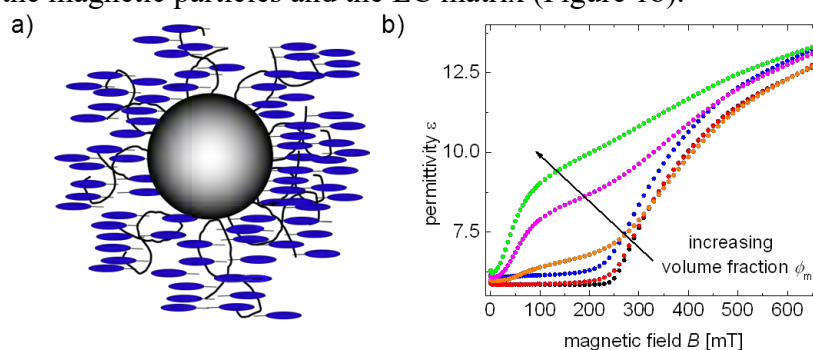 the magnetic particles and the LC matrix (Figure 1b).
a)
b)
12.5
10.0
7.5
permittivity ε
increasing
volume fraction ϕm
0 100 200 300 400 500 600
magnetic field B [mT]